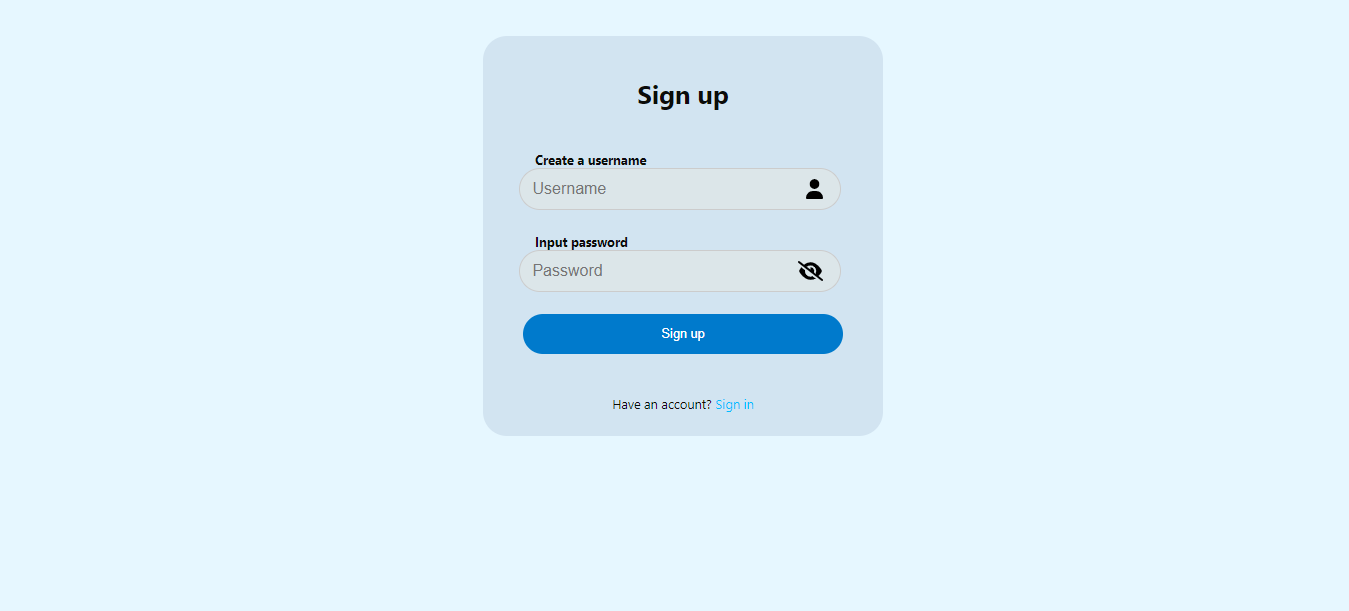 Sign up
Create a username
Username
Input password
Password
Sign up
Have an account? Sign in